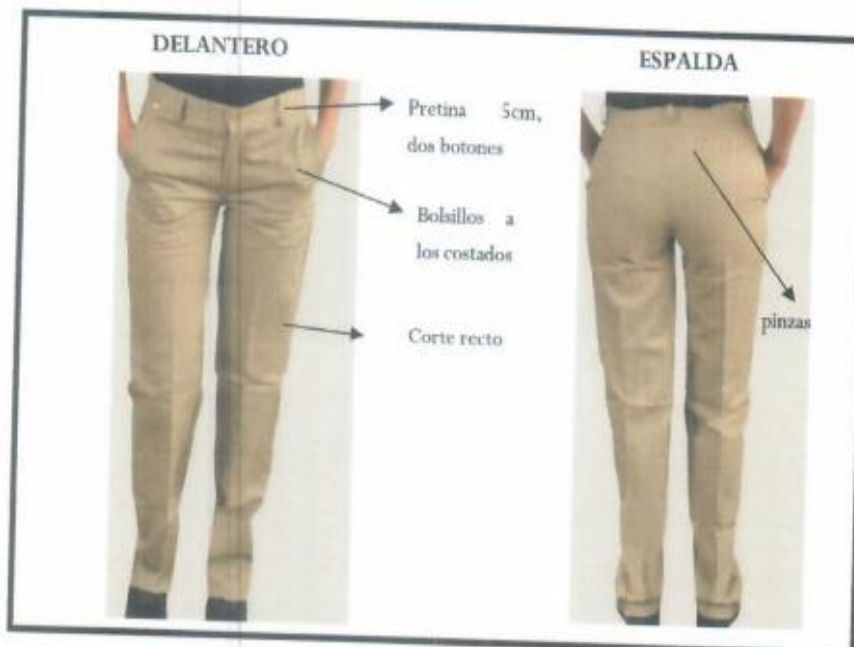 DELANTERO
ESPALDA
Pretina 5cm,
dos botones
Bolsillos a
los costados
Corte recto
pinzas